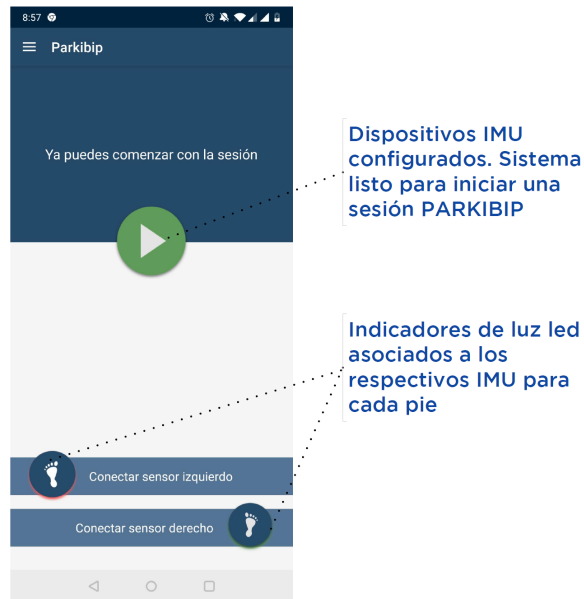 8:57
Parkibip
Ya puedes comenzar con la sesión
Dispositivos IMU
configurados. Sistema
listo para iniciar una
sesión PARKIBIP
Indicadores de luz led
asociados a los
respectivos IMU para
cada pie
Conectar sensor izquierdo
Conectar sensor derecho